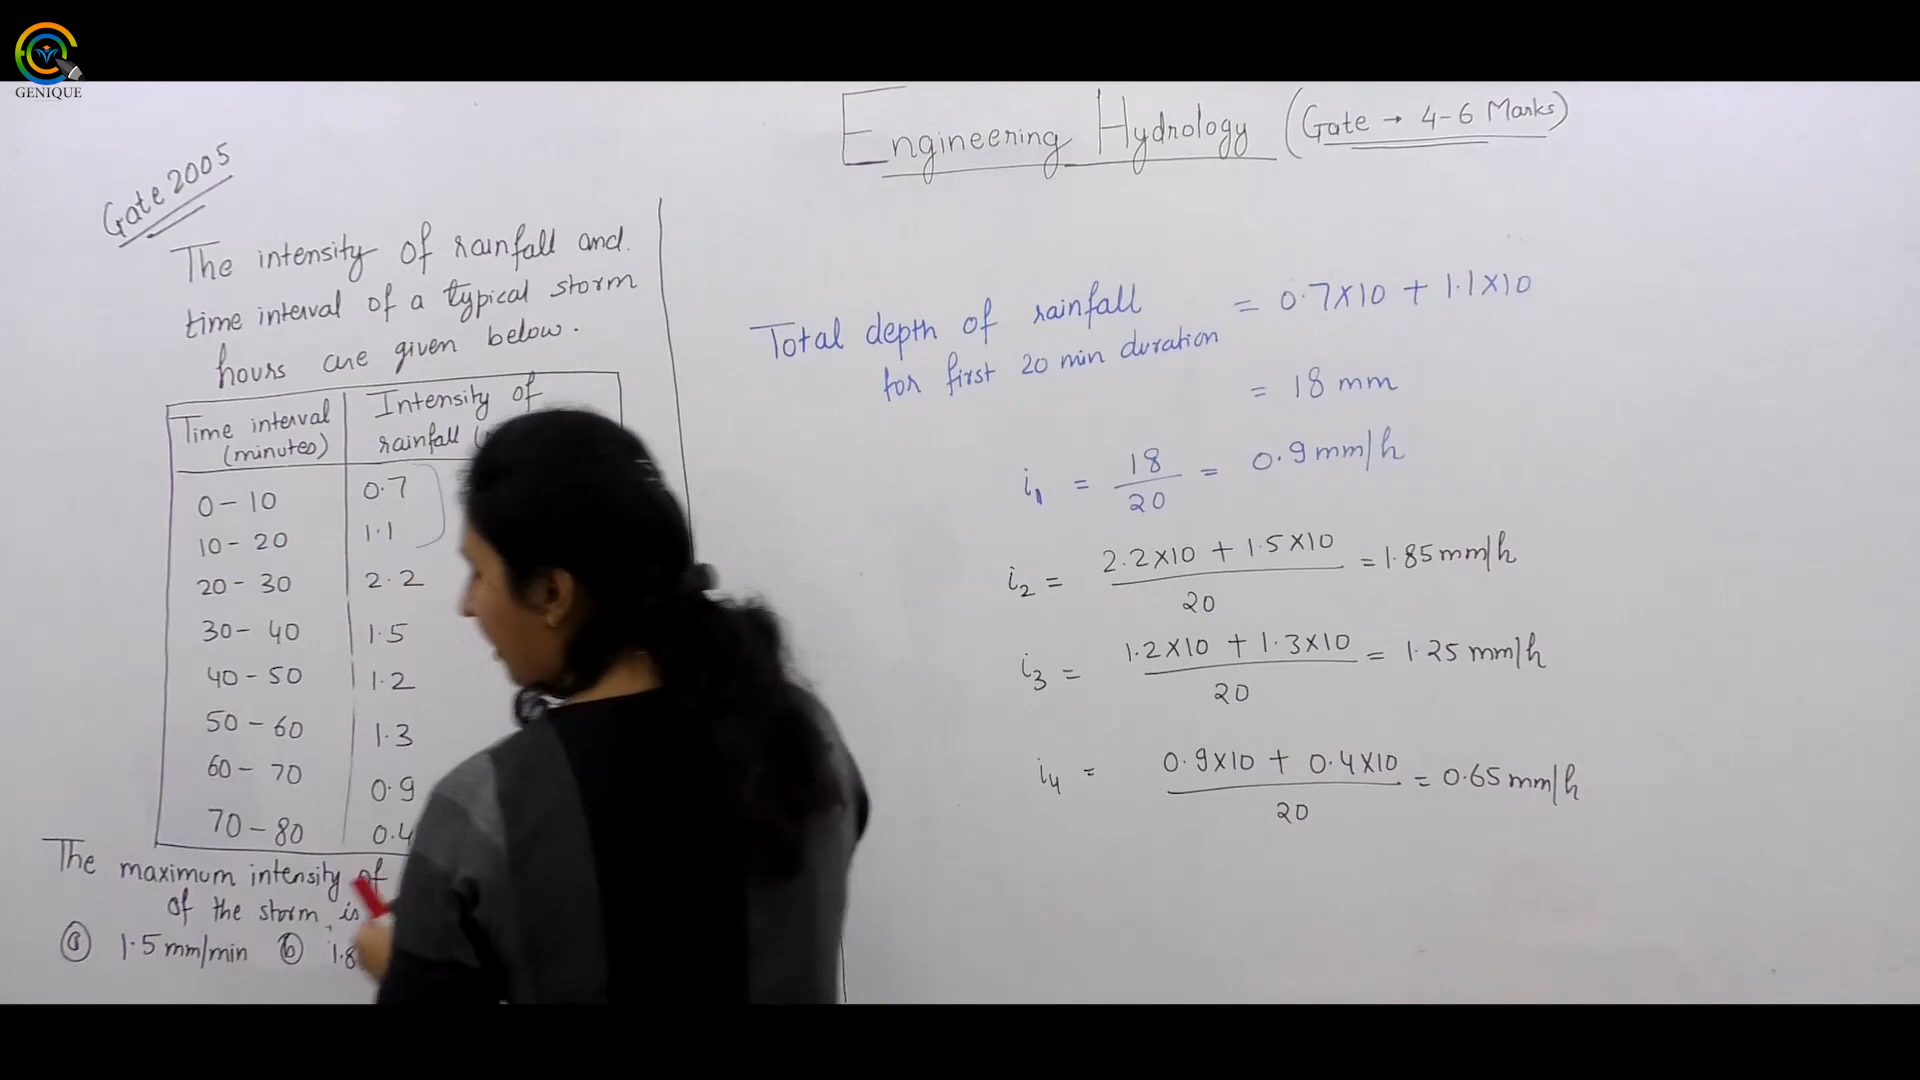 GENIQUE
Engineering Hydrology (Gate → 4-6 Marks)
Gate 2005
The intensity of rainfall and
time interval of a typical storm
hours are given below.
Time interval (minutes) Intensity of rainfall
0-10 0.7
10-20 1.1
20-30 2.2
30-40 1.5
40-50 1.2
50-60 1.3
60-70 0.9
70-80 0.4
The maximum intensity of
of the storm is
(a) 1.5 mm/min (b) 1.8
Total depth of rainfall = 0.7×10 + 1.1×10
for first 20 min duration
= 18 mm
i1 = 18/20 = 0.9 mm/h
i2 = 2.2×10 + 1.5×10 / 20 = 1.85 mm/h
i3 = 1.2×10 + 1.3×10 / 20 = 1.25 mm/h
i4 = 0.9×10 + 0.4×10 / 20 = 0.65 mm/h